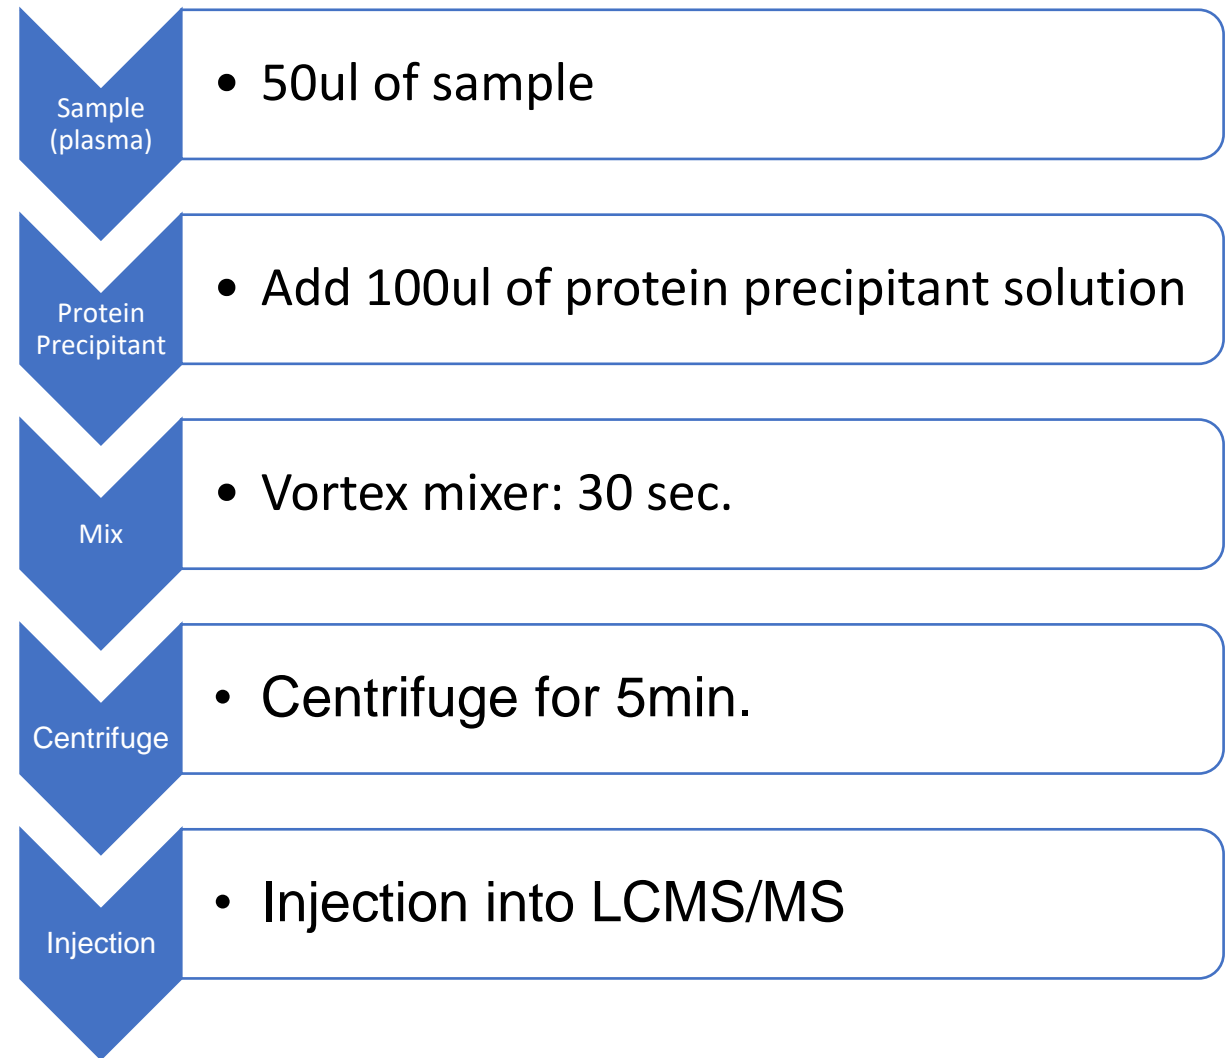 Sample
(plasma)
• 50ul of sample
Protein
Precipitant
• Add 100ul of protein precipitant solution
Mix
• Vortex mixer: 30 sec.
Centrifuge
• Centrifuge for 5min.
Injection
• Injection into LCMS/MS